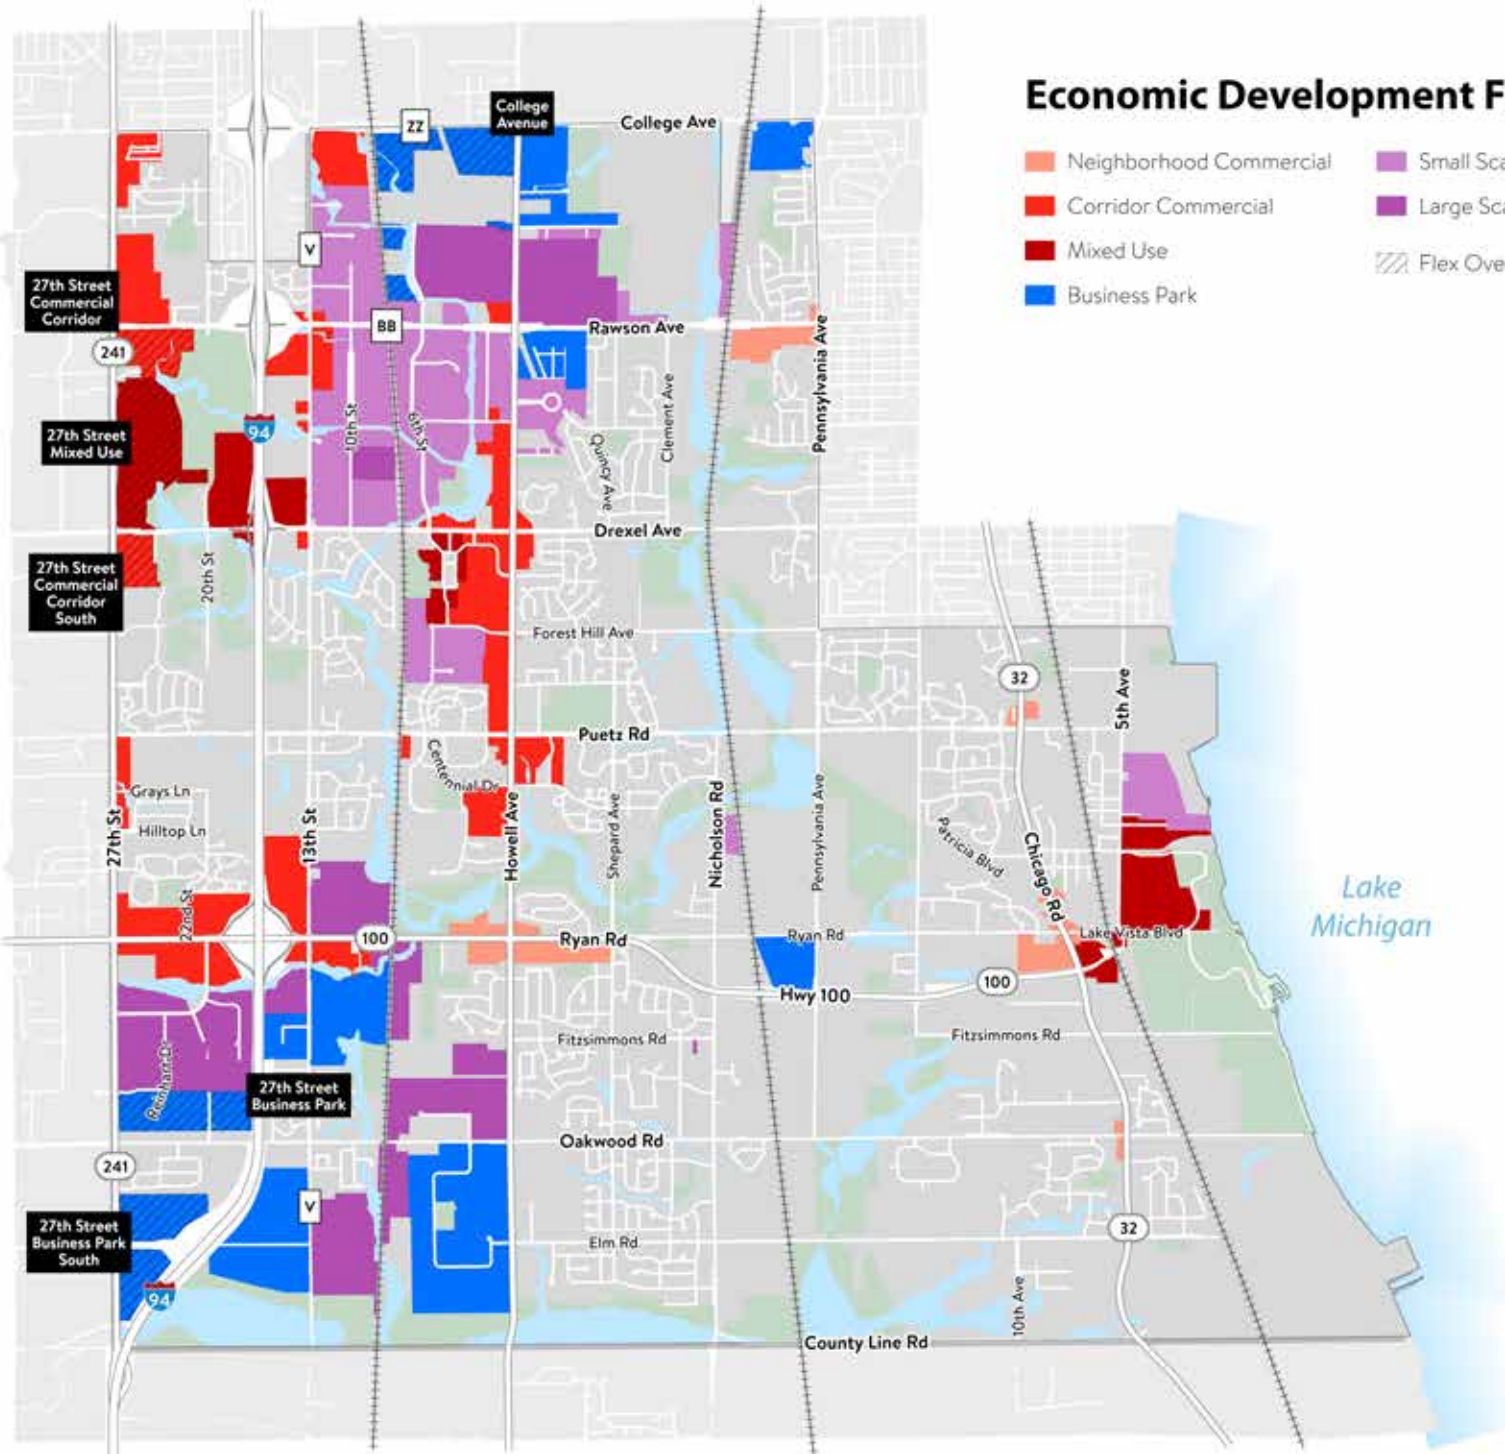 Economic Development F
Neighborhood Commercial
Corridor Commercial
Mixed Use
Business Park
Small Sca
Large Sca
Flex Ove
College
Avenue
ZZ
College Ave
V
27th Street
Commercial
Corridor
BB
Rawson Ave
241
Pennsylvania Ave
27th Street
Mixed Use
94
10th St
6th St
Quincy Ave
Clement Ave
Drexel Ave
27th Street
Commercial
Corridor
South
20th St
Forest Hill Ave
32
5th Ave
Puetz Rd
Centennial Dr
Grays Ln
Hilltop Ln
27th St
13th St
Howell Ave
Shepard Ave
Nicholson Rd
Pennsylvania Ave
Patricia Blvd
Chicago Rd
Lake
Michigan
22nd St
100
Ryan Rd
Ryan Rd
Lake Vista Blvd
100
Hwy 100
Fitzsimmons Rd
Fitzsimmons Rd
Reinhart Dr
27th Street
Business Park
Oakwood Rd
241
V
27th Street
Business Park
South
Elm Rd
32
94
10th Ave
County Line Rd